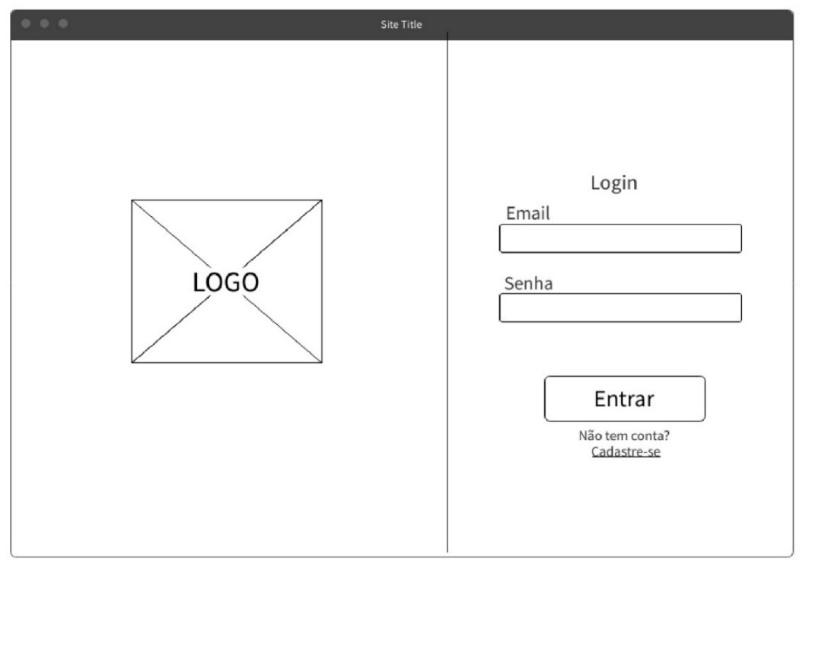 Site Title
LOGO
Login
Email
Senha
Entrar
Não tem conta?
Cadastre-se